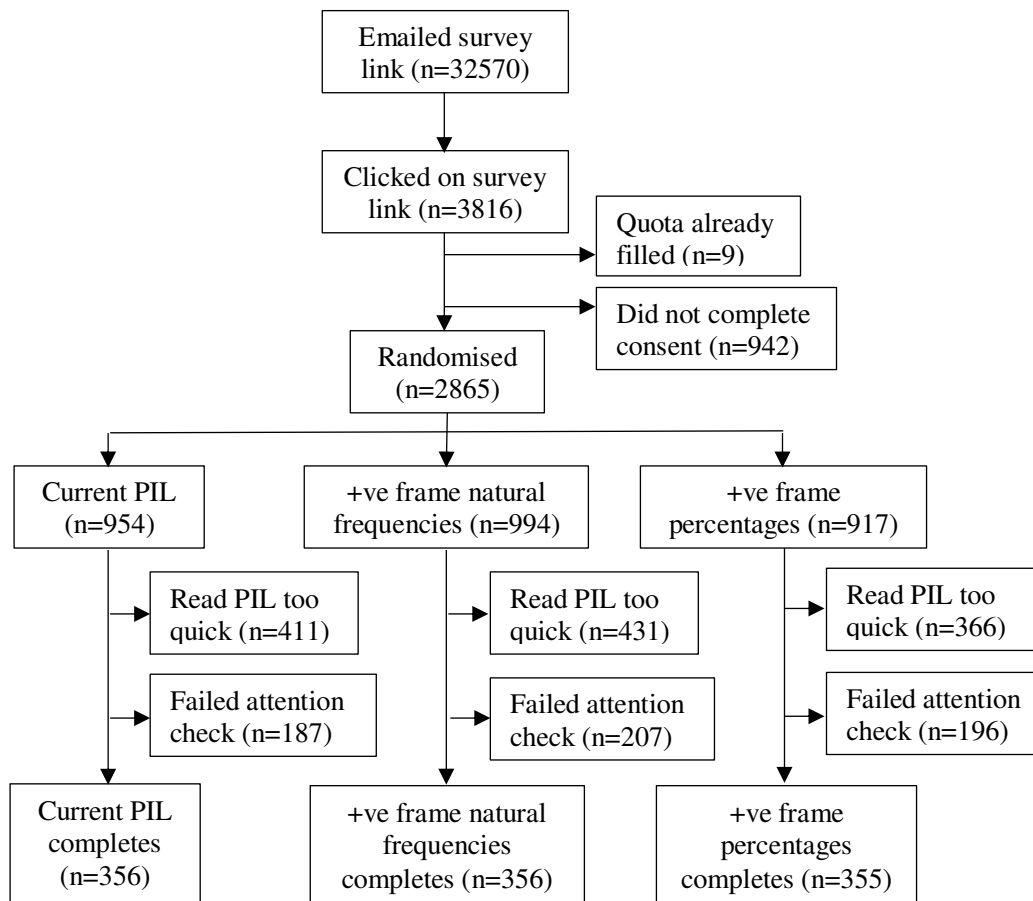 Emailed survey
link (n=32570)
Clicked on survey
link (n=3816)
Quota already
filled (n=9)
Did not complete
consent (n=942)
Randomised
(n=2865)
Current PIL
(n=954)
+ve frame natural
frequencies (n=994)
+ve frame
percentages (n=917)
Read PIL too
quick (n=411)
Read PIL too
quick (n=431)
Read PIL too
quick (n=366)
Failed attention
check (n=187)
Failed attention
check (n=207)
Failed attention
check (n=196)
Current PIL
completes
(n=356)
+ve frame natural
frequencies
completes (n=356)
+ve frame
percentages
completes (n=355)